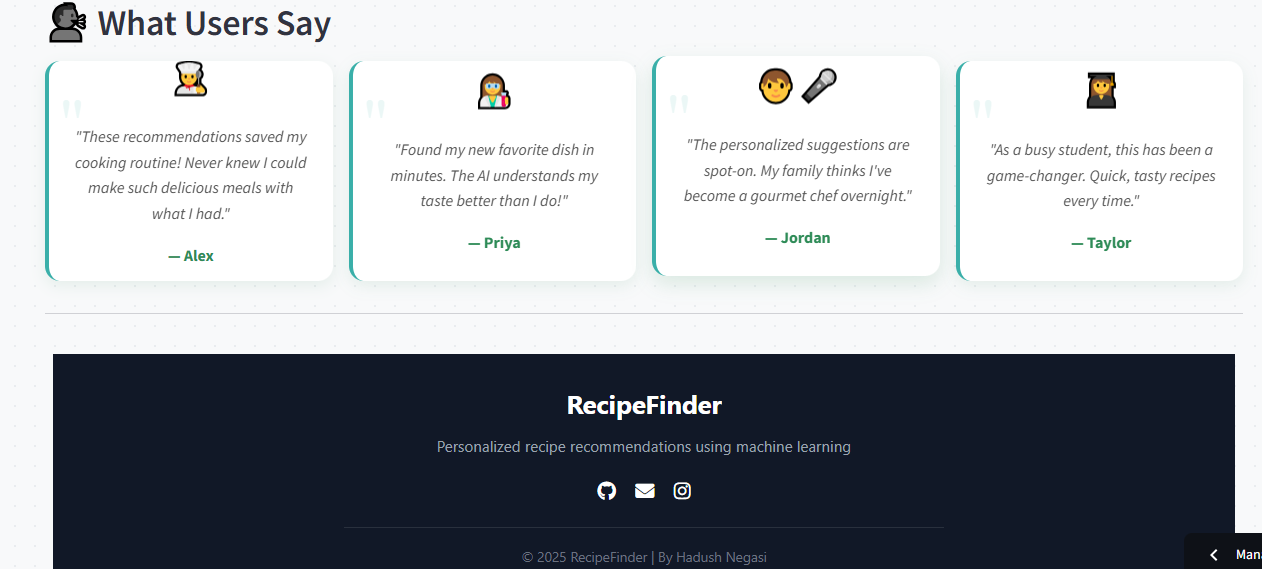 What Users Say
"These recommendations saved my
cooking routine! Never knew I could
make such delicious meals with
what I had."
— Alex
"Found my new favorite dish in
minutes. The AI understands my
taste better than I do!"
— Priya
"The personalized suggestions are
spot-on. My family thinks I've
become a gourmet chef overnight."
— Jordan
"As a busy student, this has been a
game-changer. Quick, tasty recipes
every time."
— Taylor
RecipeFinder
Personalized recipe recommendations using machine learning
© 2025 RecipeFinder | By Hadush Negasi